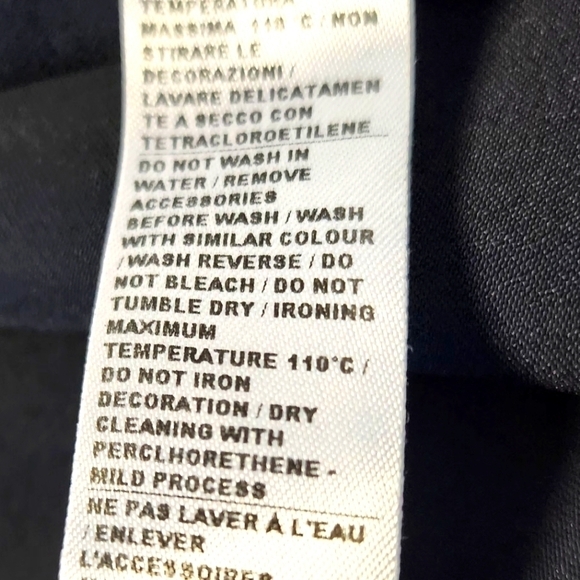 TEMPERATURA
MASSIMA 110°C / NON
STIRARE LE
DECORAZIONI /
LAVARE DELICATAMEN
TE A SECCO CON
TETRACLOROETILENE
DO NOT WASH IN
WATER / REMOVE
ACCESSORIES
BEFORE WASH / WASH
WITH SIMILAR COLOUR
/ WASH REVERSE / DO
NOT BLEACH / DO NOT
TUMBLE DRY / IRONING
MAXIMUM
TEMPERATURE 110°C /
DO NOT IRON
DECORATION / DRY
CLEANING WITH
PERCLHORETHENE -
MILD PROCESS
NE PAS LAVER À L'EAU
/ ENLEVER
L'ACCESSOIRES